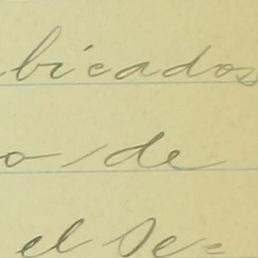 bicados
o de
el Se=